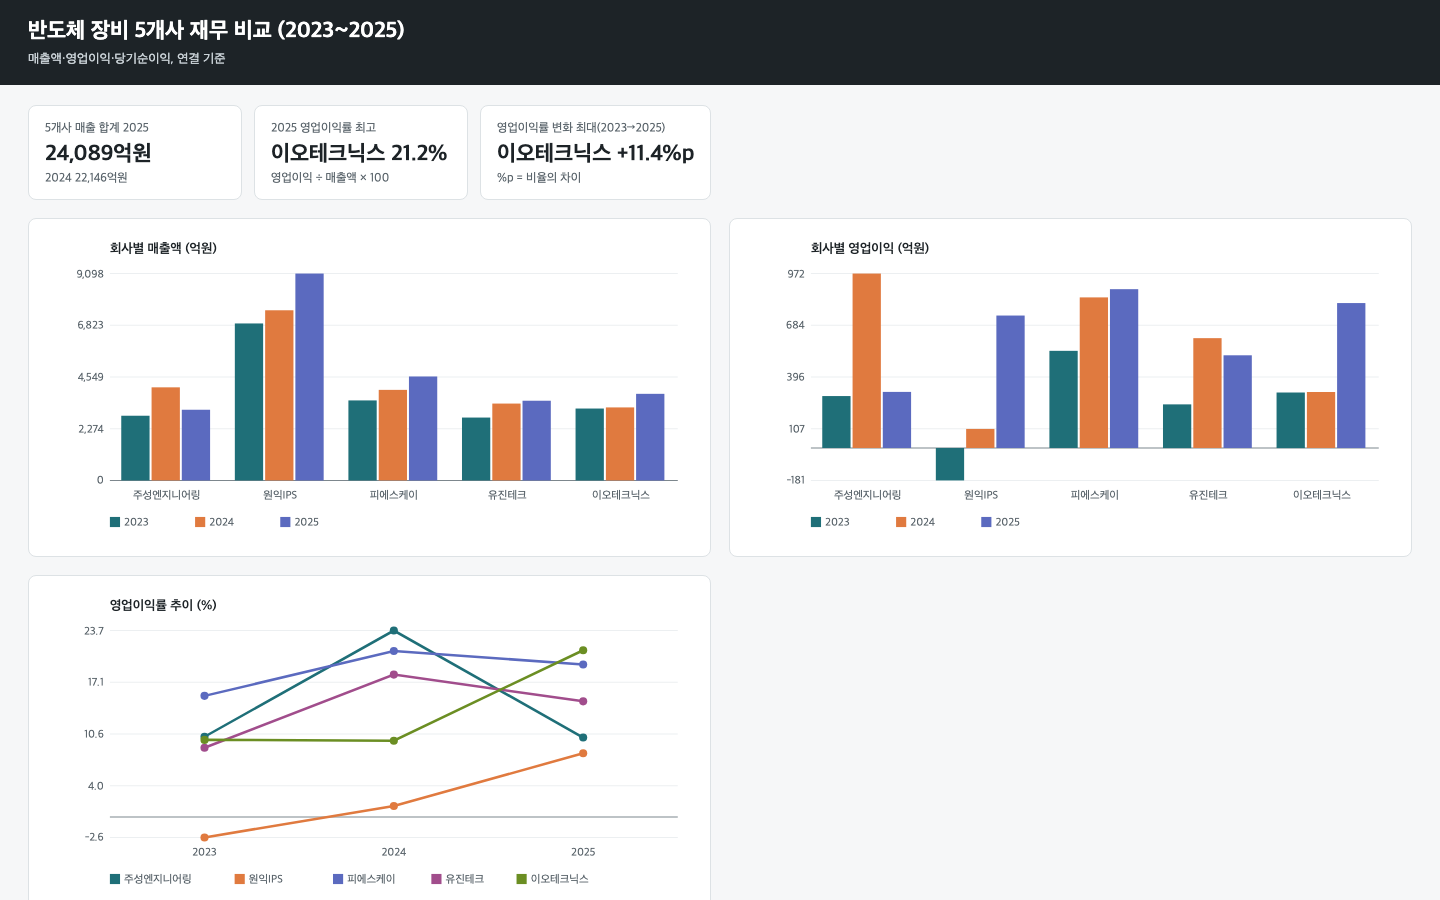 반도체 장비 5개사 재무 비교 (2023~2025)
매출액·영업이익·당기순이익, 연결 기준
5개사 매출 합계 2025
24,089억원
2024 22,146억원
2025 영업이익률 최고
이오테크닉스 21.2%
영업이익 ÷ 매출액 × 100
영업이익률 변화 최대(2023→2025)
이오테크닉스 +11.4%p
%p = 비율의 차이
회사별 매출액 (억원)
9,098
6,823
4,549
2,274
0
주성엔지니어링 원익IPS 피에스케이 유진테크 이오테크닉스
2023 2024 2025
회사별 영업이익 (억원)
972
684
396
107
-181
주성엔지니어링 원익IPS 피에스케이 유진테크 이오테크닉스
2023 2024 2025
영업이익률 추이 (%)
23.7
17.1
10.6
4.0
-2.6
2023 2024 2025
주성엔지니어링 원익IPS 피에스케이 유진테크 이오테크닉스